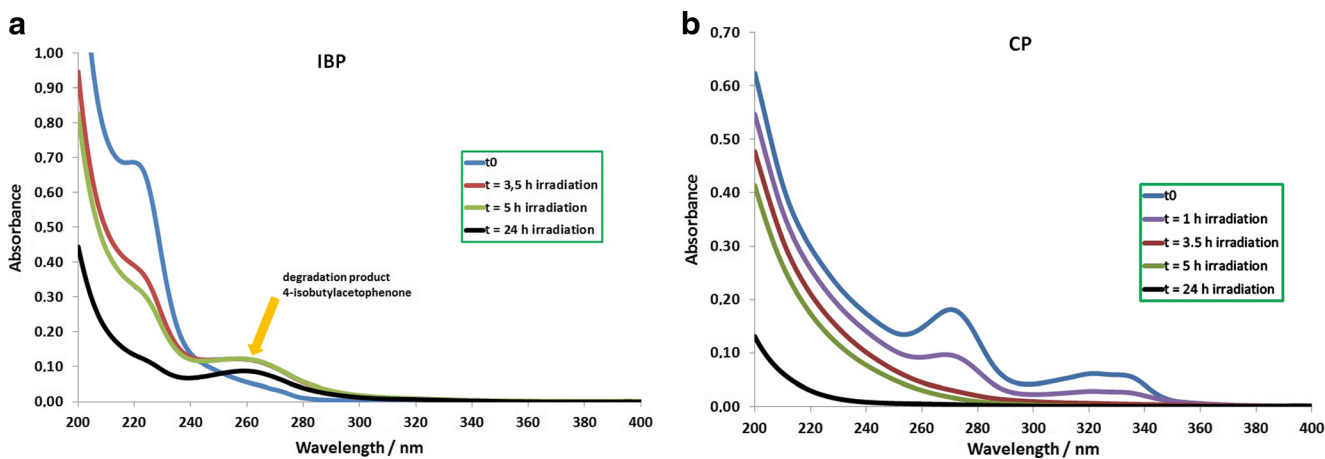 a
IBP
1,00
0,90
0,80
0,70
0,60
0,50
0,40
0,30
0,20
0,10
0,00
Absorbance
200 220 240 260 280 300 320 340 360 380 400
Wavelength / nm
t0
t = 3,5 h irradiation
t = 5 h irradiation
t = 24 h irradiation
degradation product
4-isobutylacetophenone
b
CP
0,70
0,60
0,50
0,40
0,30
0,20
0,10
0,00
Absorbance
200 220 240 260 280 300 320 340 360 380 400
Wavelength / nm
t0
t = 1 h irradiation
t = 3.5 h irradiation
t = 5 h irradiation
t = 24 h irradiation